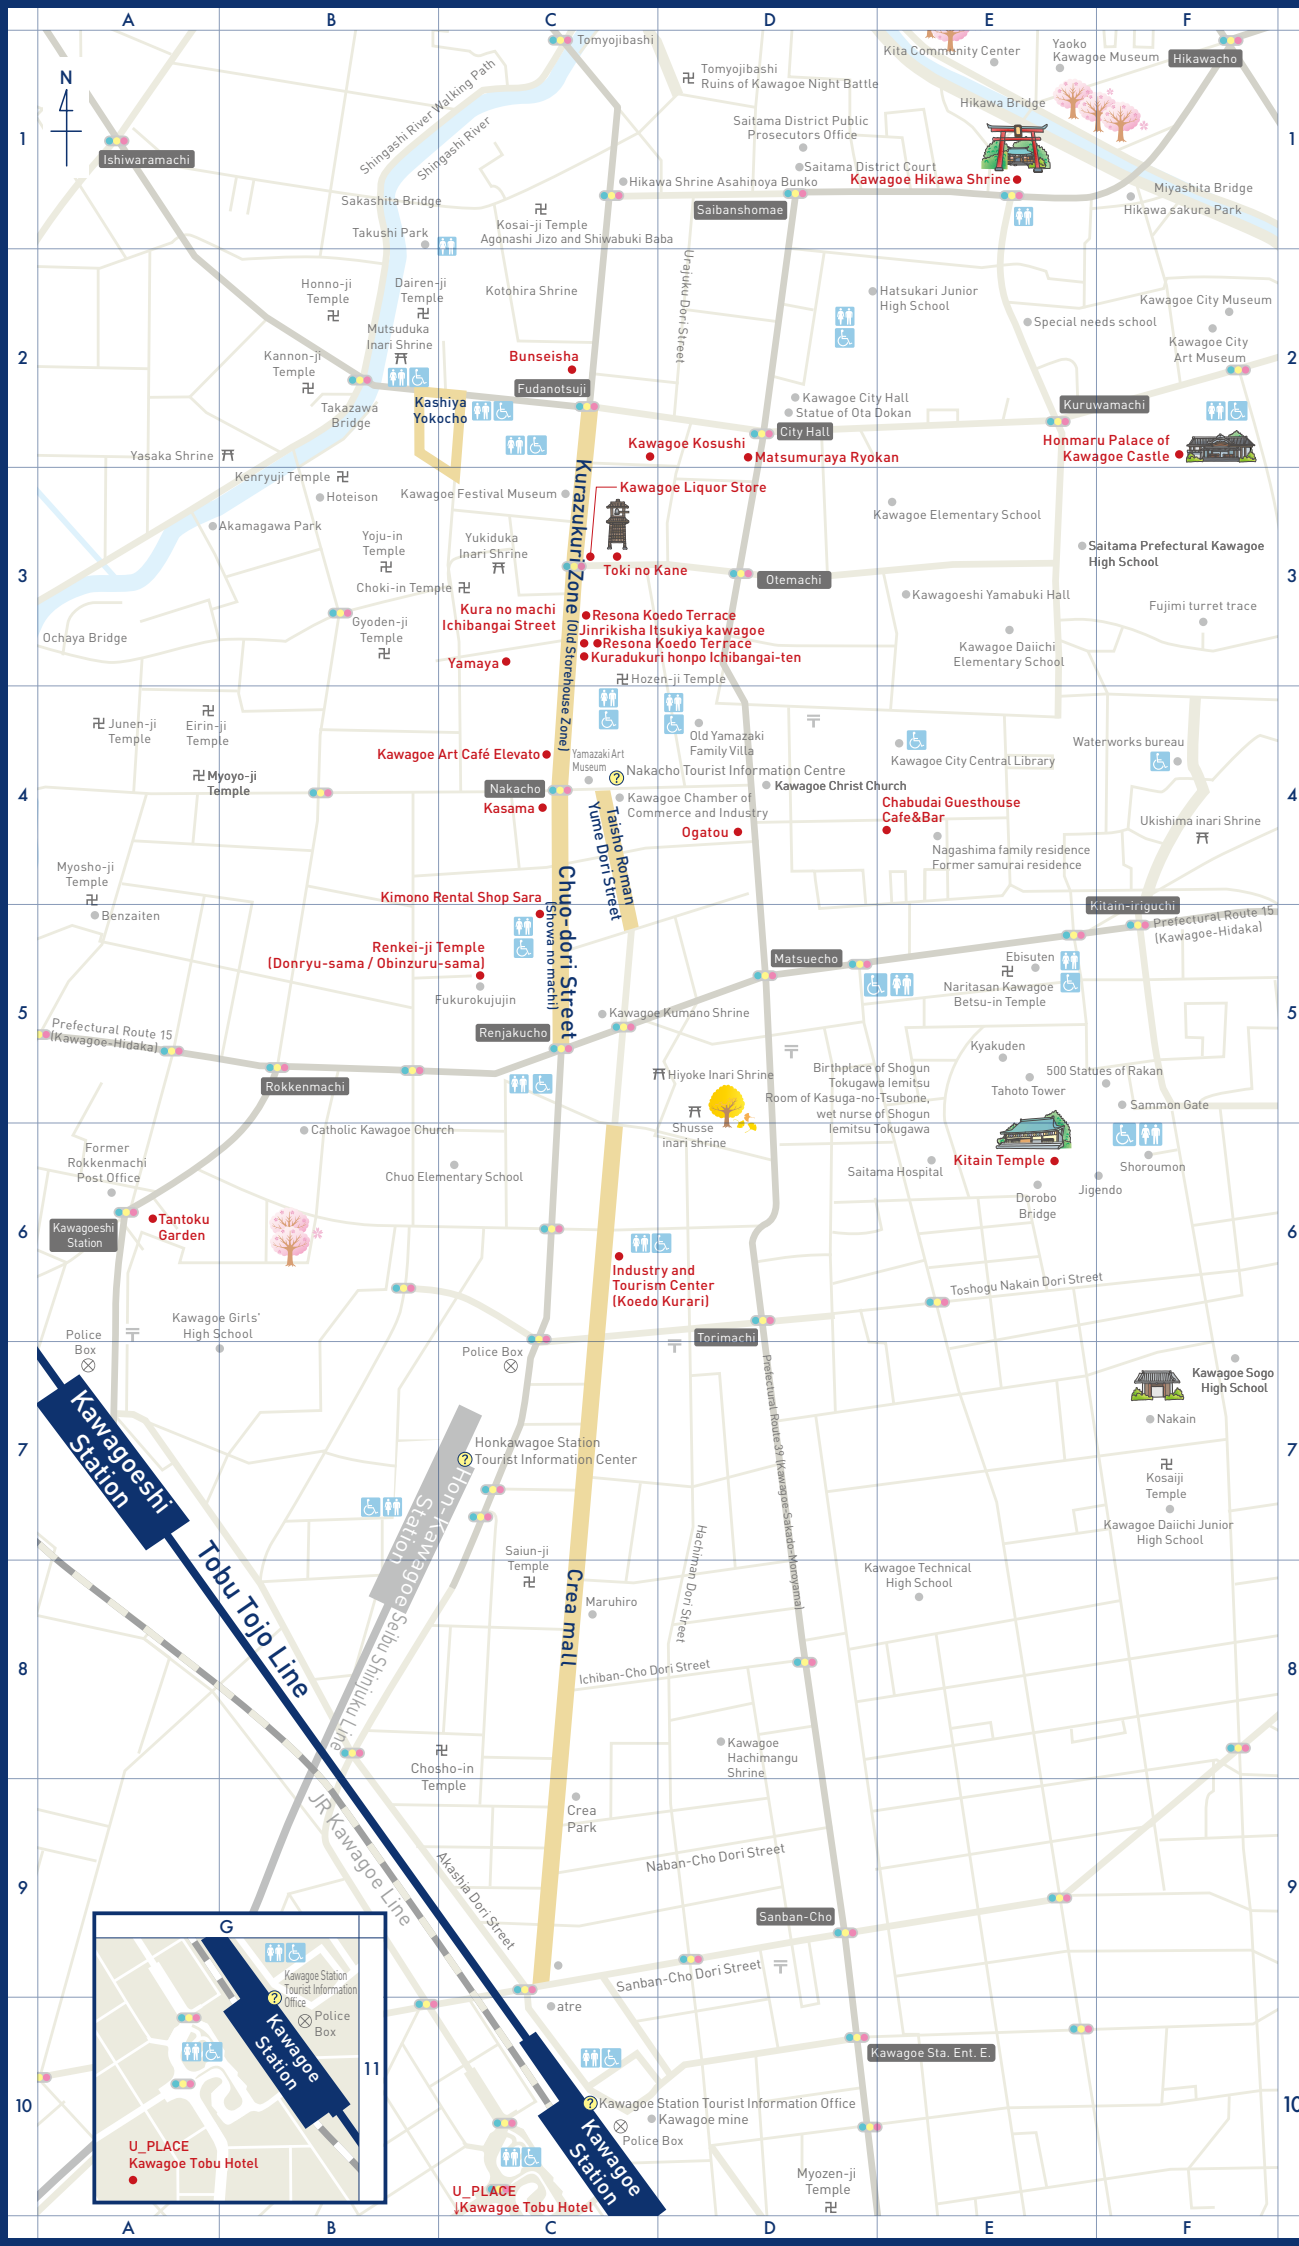 A
B
C
D
E
F
N
1
1
Tomyojibashi
Tomyojibashi
Ruins of Kawagoe Night Battle
Kita Community Center
Yaoko
Kawagoe Museum
Hikawacho
Hikawa Bridge
Shingashi River Walking Path
Shingashi River
Saitama District Public
Prosecutors Office
Ishiwaramachi
Saitama District Court
Hikawa Shrine Asahinoya Bunko
Kawagoe Hikawa Shrine
Miyashita Bridge
Hikawa sakura Park
Saibanshomae
Sakashita Bridge
Takushi Park
Kosai-ji Temple
Agonashi Jizo and Shiwabuki Baba
Urajuku Dori Street
Honno-ji
Temple
Dairen-ji
Temple
Kotohira Shrine
Hatsukari Junior
High School
Special needs school
Kawagoe City Museum
Kawagoe City
Art Museum
Mutsuduka
Inari Shrine
2
2
Kannon-ji
Temple
Bunseisha
Fudanotsuji
Kashiya
Yokocho
Takazawa
Bridge
Kawagoe City Hall
Statue of Ota Dokan
City Hall
Kuruwamachi
Kawagoe Kosushi
Matsumuraya Ryokan
Honmaru Palace of
Kawagoe Castle
Yasaka Shrine
Kenryuji Temple
Hoteison
Kawagoe Festival Museum
Kurazukuri Zone (Old Storehouse Zone)
Kawagoe Liquor Store
Kawagoe Elementary School
Akamagawa Park
Yoju-in
Temple
Yukiduka
Inari Shrine
Saitama Prefectural Kawagoe
High School
3
3
Toki no Kane
Otemachi
Choki-in Temple
Kawagoeshi Yamabuki Hall
Fujimi turret trace
Kura no machi
Ichibangai Street
Resona Koedo Terrace
Jinrikisha Itsukiya kawagoe
Resona Koedo Terrace
Kuradukuri honpo Ichibangai-ten
Gyoden-ji
Temple
Ochaya Bridge
Yamaya
Kawagoe Daiichi
Elementary School
Hozen-ji Temple
Junen-ji
Temple
Eirin-ji
Temple
Old Yamazaki
Family Villa
Kawagoe City Central Library
Waterworks bureau
Kawagoe Art Café Elevato
Yamazaki Art
Museum
Nakacho Tourist Information Centre
Myoyo-ji
Temple
Nakacho
Kawagoe Christ Church
4
4
Kasama
Kawagoe Chamber of
Commerce and Industry
Taisho Roman
Yume Dori Street
Chabudai Guesthouse
Cafe&Bar
Ogatou
Nagashima family residence
Former samurai residence
Ukishima inari Shrine
Myosho-ji
Temple
Benzaiten
Kimono Rental Shop Sara
Chuo-dori Street
(Showa no machi)
Kitain-iriguchi
Prefectural Route 15
(Kawagoe-Hidaka)
Renkei-ji Temple
(Donryu-sama / Obinzuru-sama)
Fukurokujujin
Matsuecho
Ebisuten
Naritasan Kawagoe
Betsu-in Temple
5
5
Prefectural Route 15
(Kawagoe-Hidaka)
Renjakucho
Kawagoe Kumano Shrine
Kyakuden
Rokkenmachi
Hiyoke Inari Shrine
Birthplace of Shogun
Tokugawa Iemitsu
Room of Kasuga-no-Tsubone,
wet nurse of Shogun
Iemitsu Tokugawa
Tahoto Tower
500 Statues of Rakan
Sammon Gate
Shusse
inari shrine
Catholic Kawagoe Church
Former
Rokkenmachi
Post Office
Chuo Elementary School
Saitama Hospital
Kitain Temple
Shoroumon
Jigendo
Dorobo
Bridge
6
6
Kawagoeshi
Station
Tantoku
Garden
Industry and
Tourism Center
(Koedo Kurari)
Toshogu Nakain Dori Street
Kawagoe Girls'
High School
Police
Box
Torimachi
Police Box
Prefectural Route 39 (Kawagoe-Sakado-Moroyama)
Kawagoe Sogo
High School
Nakain
7
7
Kawagoeshi
Station
Honkawagoe Station
Tourist Information Center
Hon-Kawagoe
Station
Kosaiji
Temple
Kawagoe Daiichi Junior
High School
Hachiman Dori Street
Saiun-ji
Temple
Kawagoe Technical
High School
Tobu Tojo Line
Crea mall
Maruhiro
Seibu Shinjuku Line
8
8
Ichiban-Cho Dori Street
Kawagoe
Hachimangu
Shrine
Chosho-in
Temple
JR Kawagoe Line
Crea
Park
Naban-Cho Dori Street
Akashia Dori Street
9
9
Sanban-Cho
Sanban-Cho Dori Street
G
Kawagoe Station
Tourist Information
Office
Police
Box
Kawagoe
Station
11
U_PLACE
Kawagoe Tobu Hotel
atre
Kawagoe Sta. Ent. E.
10
10
Kawagoe Station Tourist Information Office
Kawagoe mine
Police Box
Kawagoe
Station
Myozen-ji
Temple
U_PLACE
↓Kawagoe Tobu Hotel
A
B
C
D
E
F